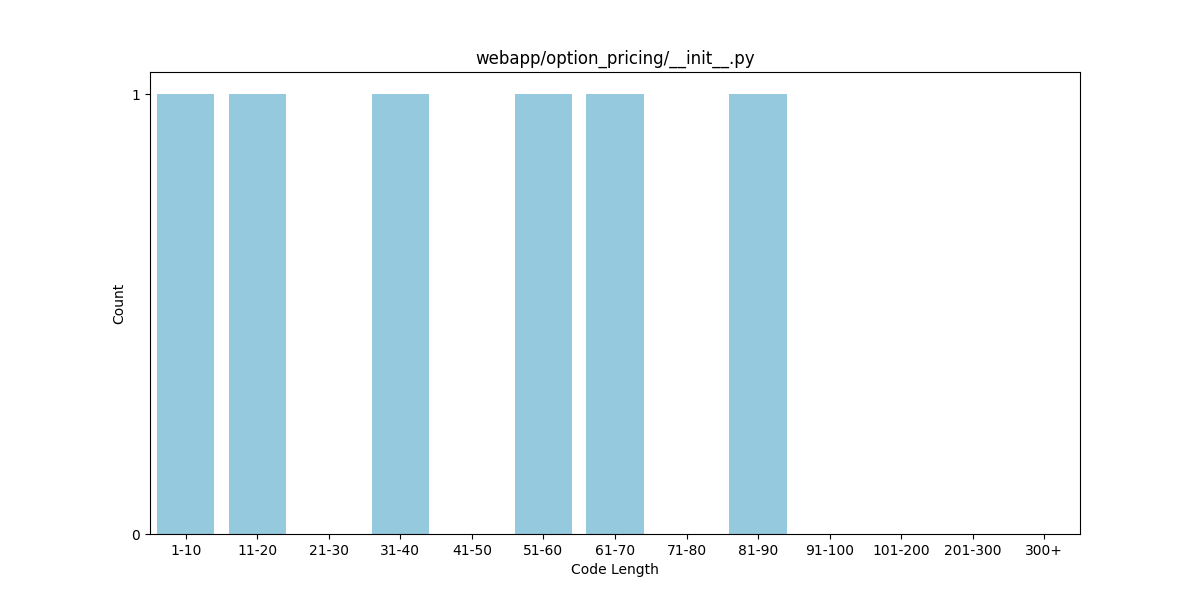 webapp/option_pricing/__init__.py
1
Count
0
1-10 11-20 21-30 31-40 41-50 51-60 61-70 71-80 81-90 91-100 101-200 201-300 300+
Code Length